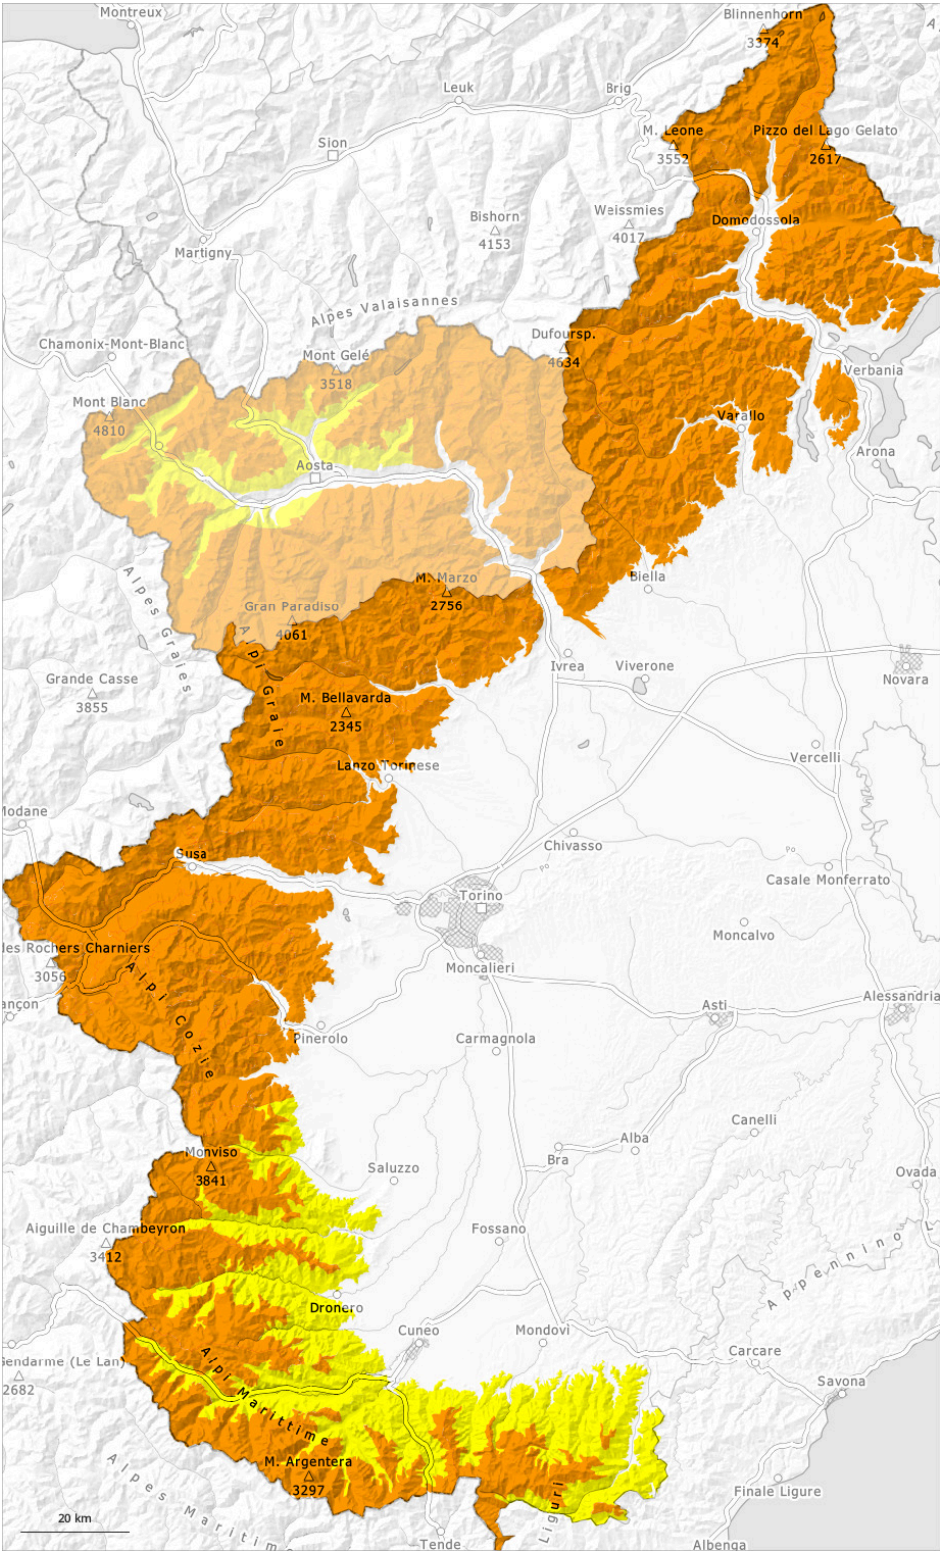 Montreux
Blinnenhorn
3374
Leuk
Brig
M. Leone
3552
Pizzo del Lago Gelato
2617
Sion
Bishorn
4153
Weissmies
4017
Domodossola
Martigny
Alpes Valaisannes
Chamonix-Mont-Blanc
Mont Gelé
3518
Dufoursp.
4634
Verbania
Mont Blanc
4810
Varallo
Arona
Aosta
Alpes Graies
M. Marzo
2756
Biella
Gran Paradiso
4061
Alpi Graie
Ivrea
Viverone
Novara
Grande Casse
3855
M. Bellavarda
2345
Vercelli
Lanzo Torinese
Modane
Chivasso
Po
Po
Susa
Casale Monferrato
Torino
Moncalvo
des Rochers Charniers
3056
Moncalieri
Alpi Cozie
ançon
Asti
Alessandria
Pinerolo
Carmagnola
Canelli
Alba
Monviso
3841
Bra
Saluzzo
Ovada
Aiguille de Chambeyron
3412
Fossano
Appennino L
Dronero
Cuneo
Mondovì
Carcare
Gendarme (Le Lan
2682
Alpi Marittime
Savona
M. Argentera
3297
Alpes Maritime
Liguri
Finale Ligure
20 km
Tende
Albenga